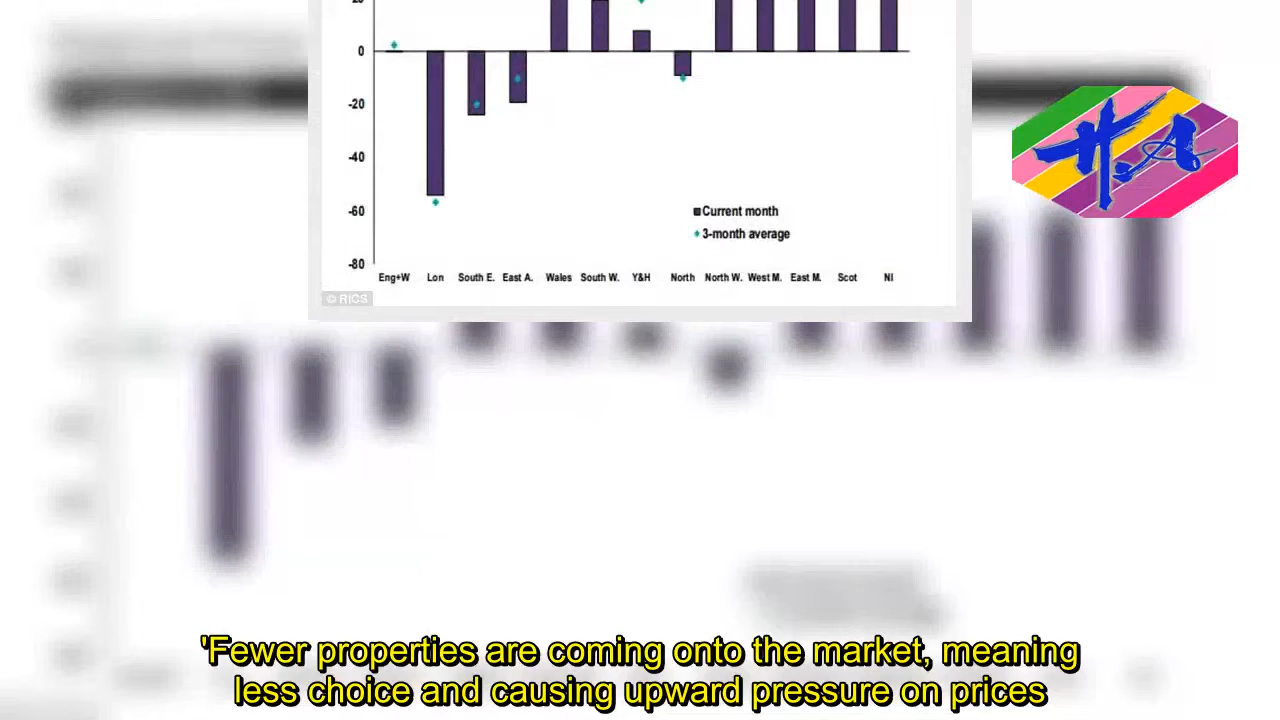 0
-20
-40
-60
-80
Current month
3-month average
Eng+W Lon South E. East A. Wales South W. Y&H North North W. West M. East M. Scot NI
© RICS
H.A
'Fewer properties are coming onto the market, meaning
less choice and causing upward pressure on prices